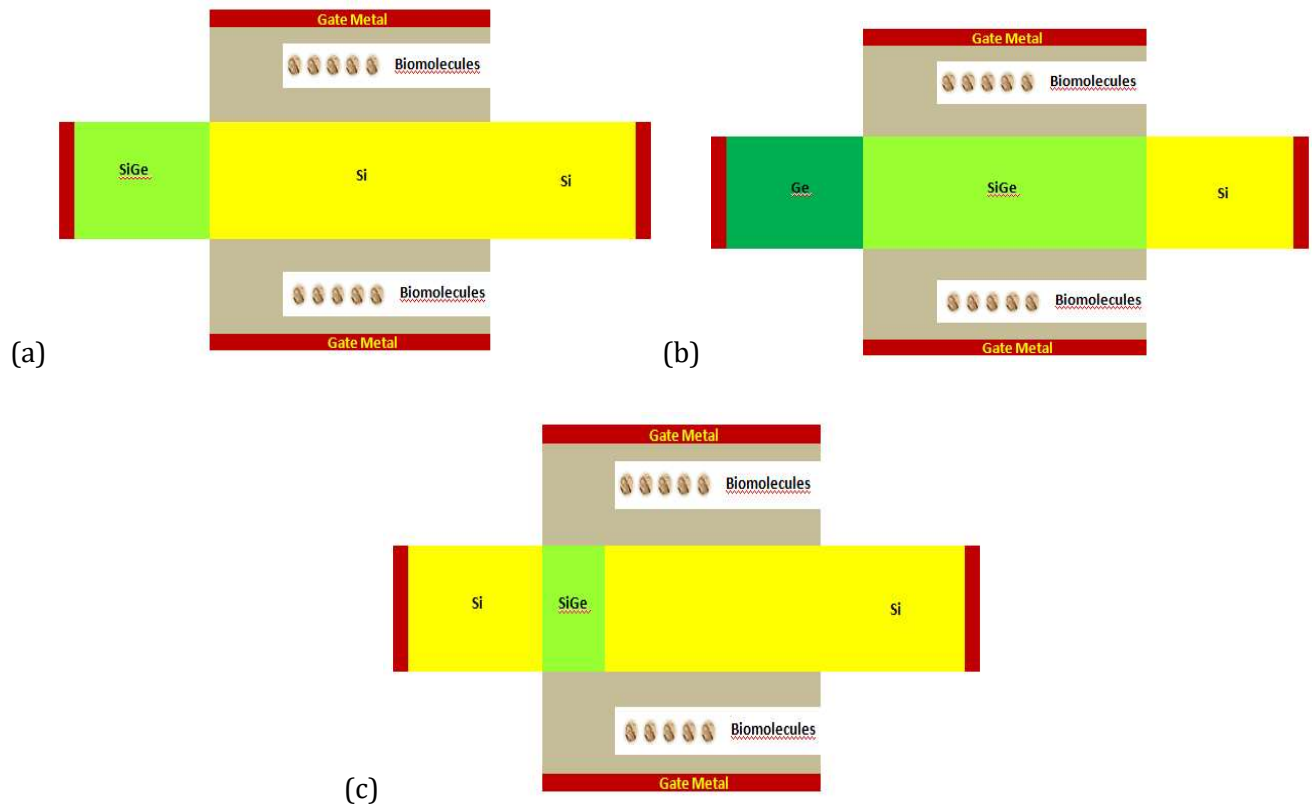 Gate Metal
Biomolecules
SiGe
Si
Si
Biomolecules
Gate Metal
(a)
Gate Metal
Biomolecules
Ge
SiGe
Si
Biomolecules
Gate Metal
(b)
Gate Metal
Biomolecules
Si
SiGe
Si
Biomolecules
Gate Metal
(c)